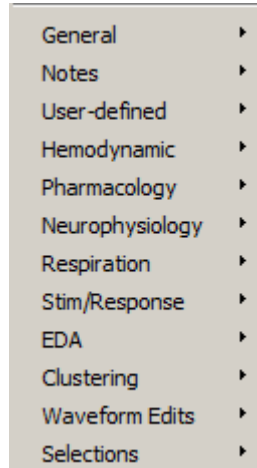 General
Notes
User-defined
Hemodynamic
Pharmacology
Neurophysiology
Respiration
Stim/Response
EDA
Clustering
Waveform Edits
Selections